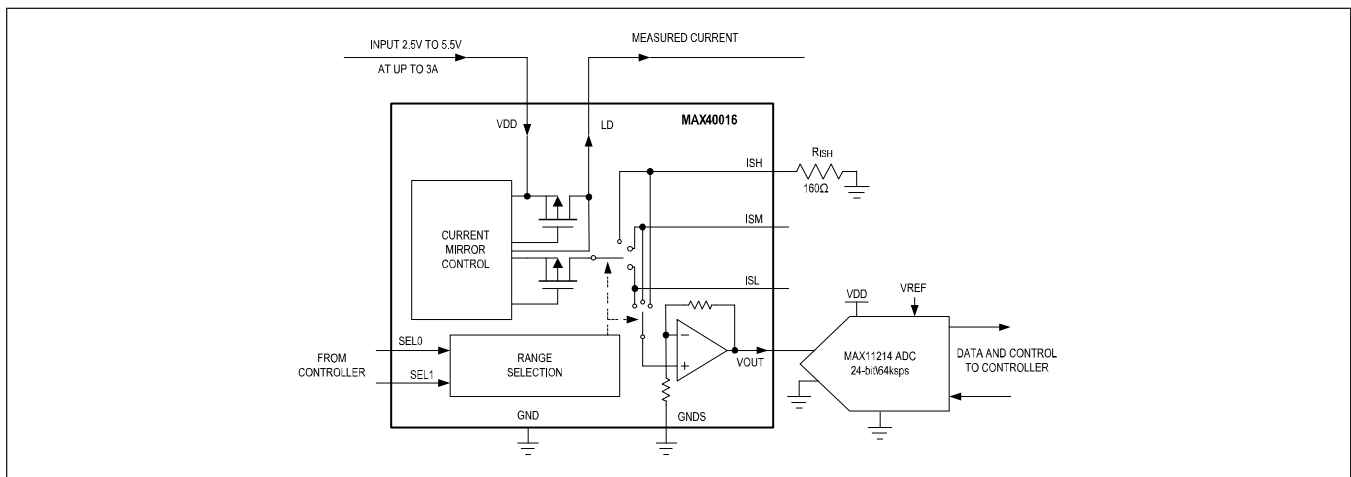 INPUT 2.5V TO 5.5V
AT UP TO 3A
MEASURED CURRENT
MAX40016
VDD
LD
ISH
RISH
160Ω
ISM
ISL
CURRENT
MIRROR
CONTROL
VDD
VREF
FROM
CONTROLLER
SEL0
SEL1
RANGE
SELECTION
VOUT
MAX11214 ADC
24-bit\64ksps
DATA AND CONTROL
TO CONTROLLER
GND
GNDS
−
+